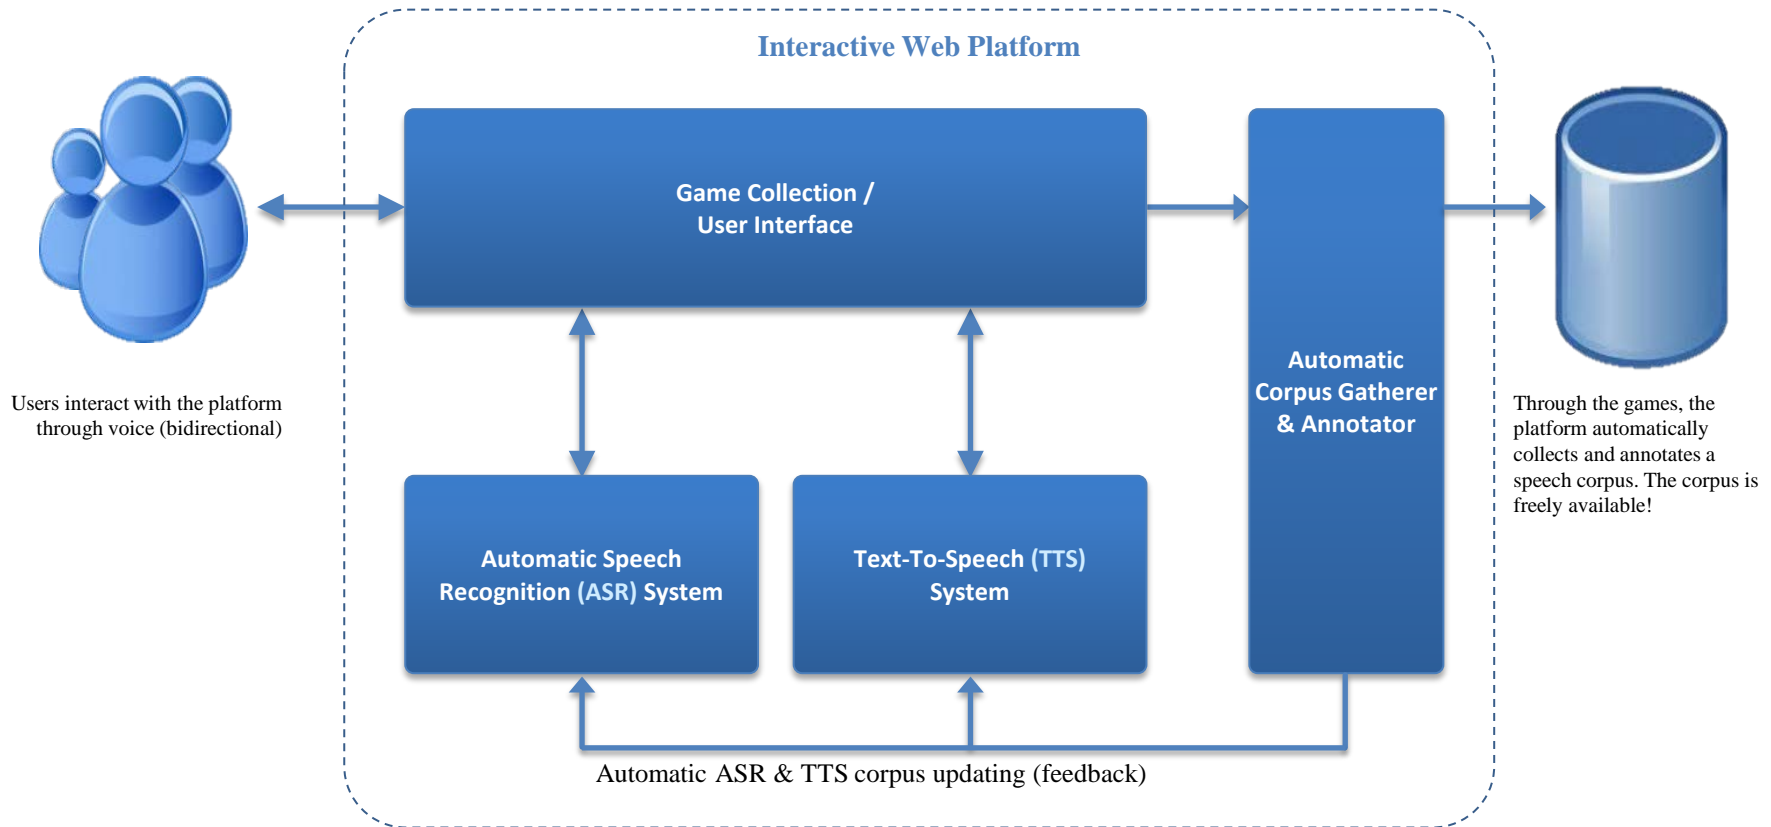 Interactive Web Platform
Game Collection /
User Interface
Automatic
Corpus Gatherer
& Annotator
Users interact with the platform
through voice (bidirectional)
Through the games, the
platform automatically
collects and annotates a
speech corpus. The corpus is
freely available!
Automatic Speech
Recognition (ASR) System
Text-To-Speech (TTS)
System
Automatic ASR & TTS corpus updating (feedback)